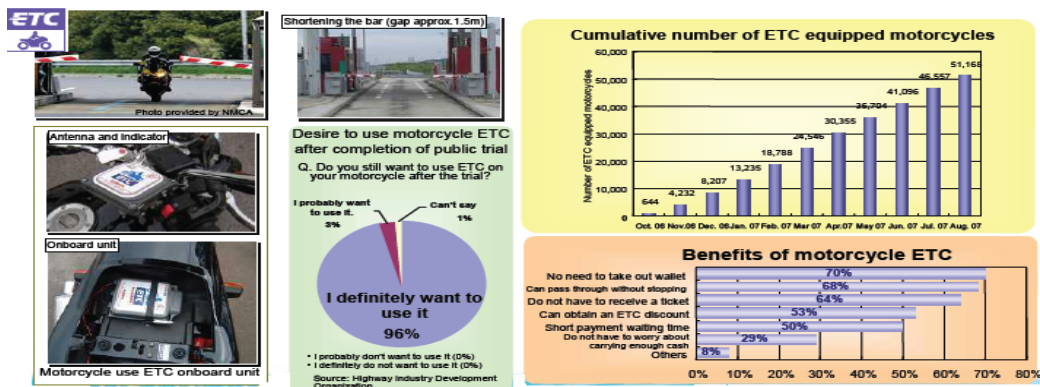 ETC
Photo provided by NMCA
Antenna and indicator
Onboard unit
Motorcycle use ETC onboard unit
Shortening the bar (gap approx.1.5m)
Desire to use motorcycle ETC
after completion of public trial
Q. Do you still want to use ETC on
your motorcycle after the trial?
I probably want
to use it.
3%
Can't say
1%
I definitely want to
use it
96%
• I probably don't want to use it (0%)
• I definitely do not want to use it (0%)
Source: Highway Industry Development
Organization
Cumulative number of ETC equipped motorcycles
Number of ETC equipped motorcycles
60,000
50,000
40,000
30,000
20,000
10,000
0
644
4,232
8,207
13,235
18,788
24,546
30,355
35,704
41,096
46,557
51,168
Oct. 06 Nov.06 Dec. 06 Jan. 07 Feb. 07 Mar 07 Apr.07 May 07 Jun. 07 Jul. 07 Aug. 07
Benefits of motorcycle ETC
No need to take out wallet 70%
Can pass through without stopping 68%
Do not have to receive a ticket 64%
Can obtain an ETC discount 53%
Short payment waiting time 50%
Do not have to worry about
carrying enough cash 29%
Others 8%
0% 10% 20% 30% 40% 50% 60% 70% 80%